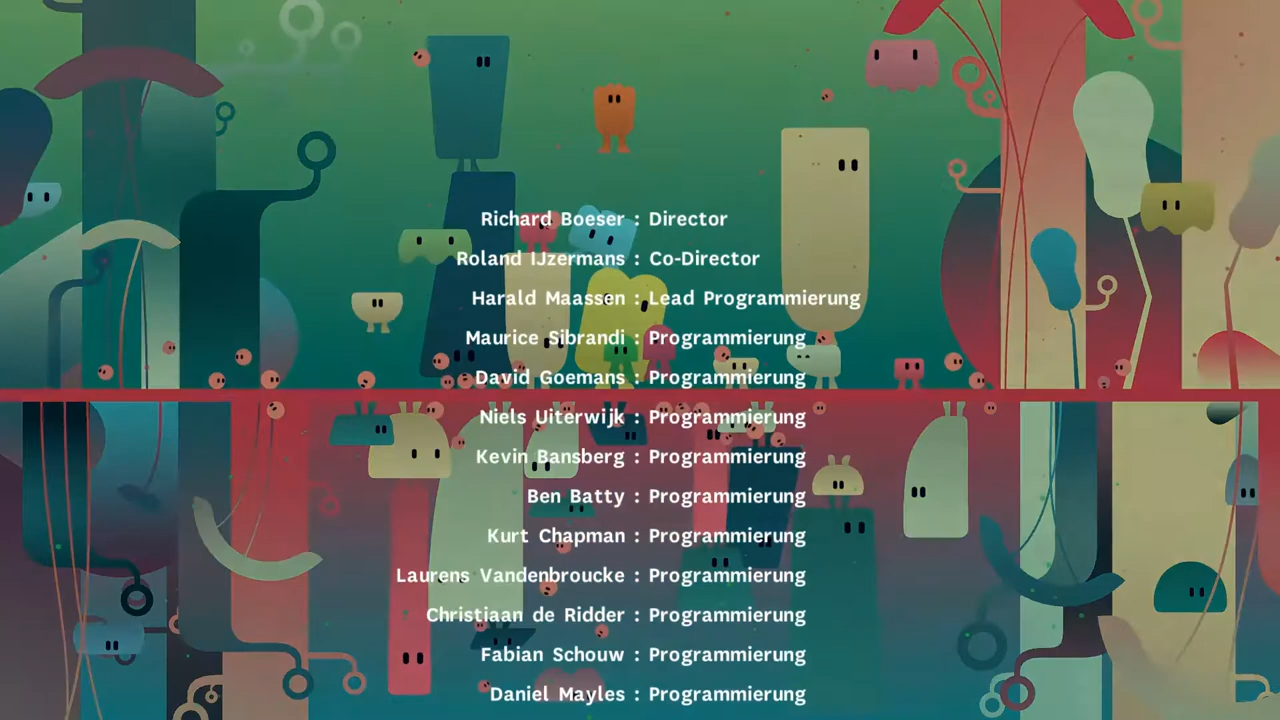 Richard Boeser : Director
Roland IJzermans : Co-Director
Harald Maassen : Lead Programmierung
Maurice Sibrandi : Programmierung
David Goemans : Programmierung
Niels Uiterwijk : Programmierung
Kevin Bansberg : Programmierung
Ben Batty : Programmierung
Kurt Chapman : Programmierung
Laurens Vandenbroucke : Programmierung
Christiaan de Ridder : Programmierung
Fabian Schouw : Programmierung
Daniel Mayles : Programmierung